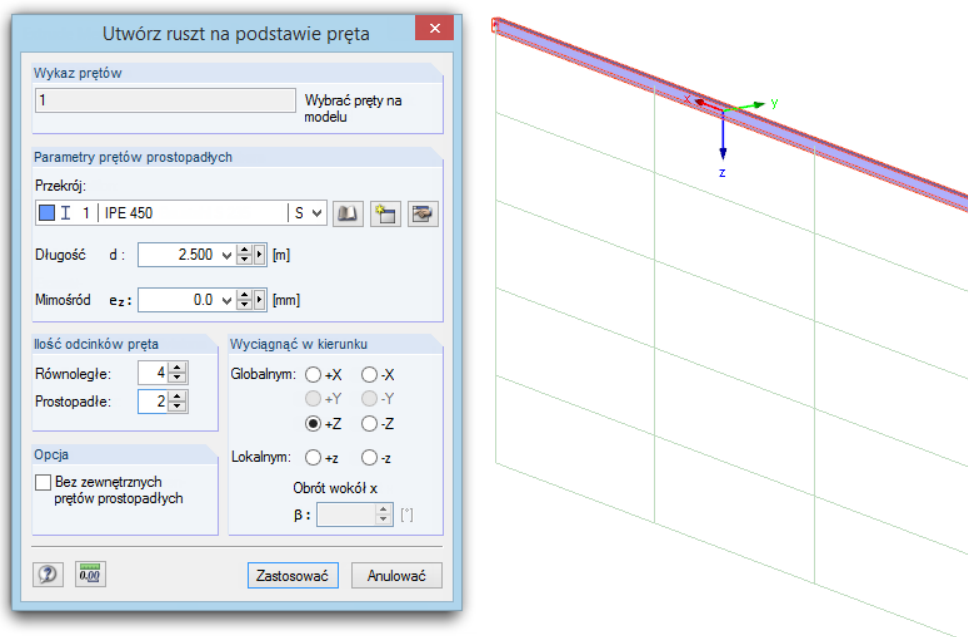 Utwórz ruszt na podstawie pręta
Wykaz prętów
1
Wybrać pręty na
modelu
Parametry prętów prostopadłych
Przekrój:
1 IPE 450 S
Długość d : 2.500 [m]
Mimośród ez: 0.0 [mm]
Ilość odcinków pręta
Równoległe: 4
Prostopadłe: 2
Wyciągnąć w kierunku
Globalnym: +X -X
+Y -Y
+Z -Z
Lokalnym: +z -z
Obrót wokół x
β : [°]
Opcja
Bez zewnętrznych
prętów prostopadłych
0.00
Zastosować Anulować
x y
z